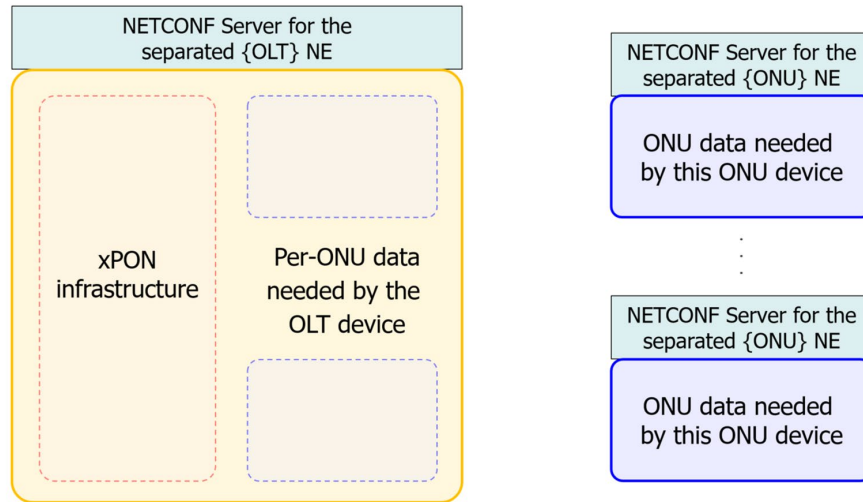 NETCONF Server for the
separated {OLT} NE
xPON
infrastructure
Per-ONU data
needed by the
OLT device
NETCONF Server for the
separated {ONU} NE
ONU data needed
by this ONU device
NETCONF Server for the
separated {ONU} NE
ONU data needed
by this ONU device